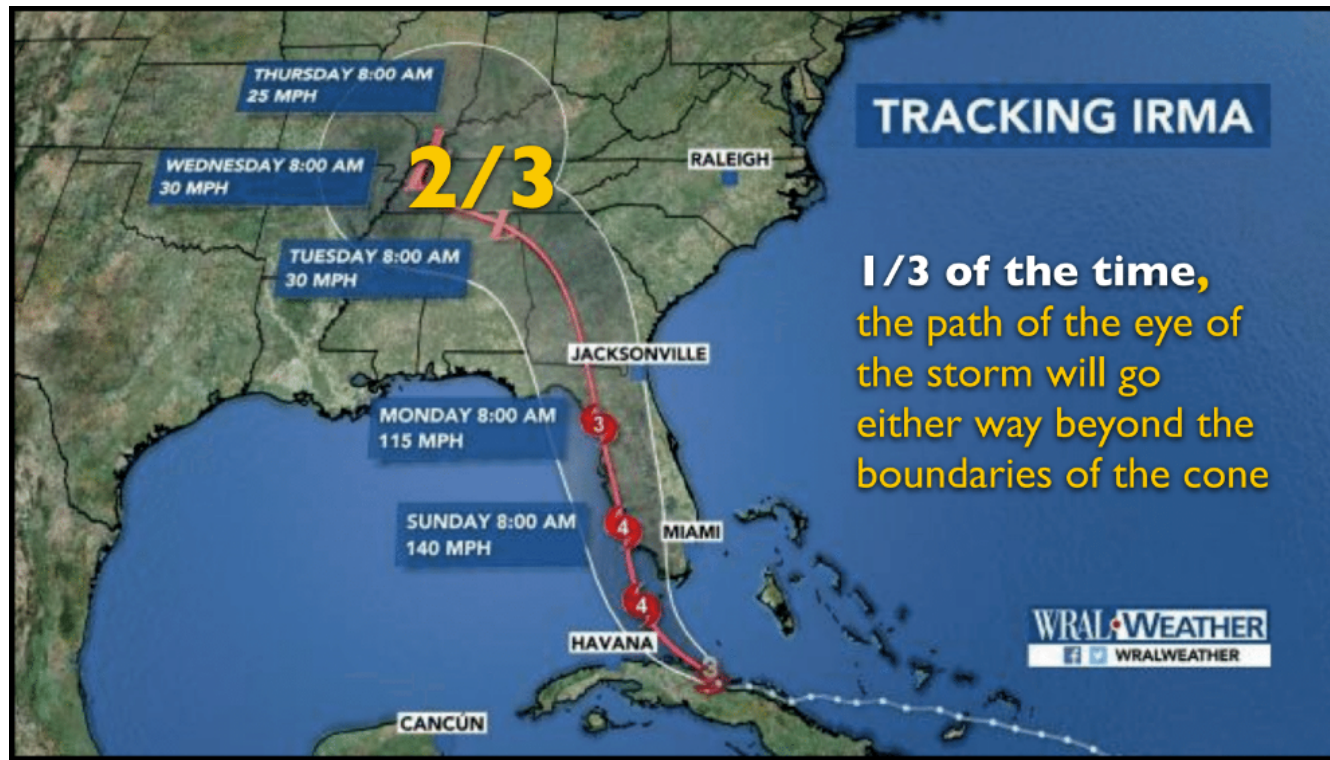 THURSDAY 8:00 AM
25 MPH
TRACKING IRMA
2/3
RALEIGH
WEDNESDAY 8:00 AM
30 MPH
TUESDAY 8:00 AM
30 MPH
1/3 of the time,
the path of the eye of
the storm will go
either way beyond the
boundaries of the cone
JACKSONVILLE
MONDAY 8:00 AM
115 MPH
3
SUNDAY 8:00 AM
140 MPH
4
MIAMI
4
HAVANA
3
WRAL WEATHER
WRALWEATHER
CANCÚN